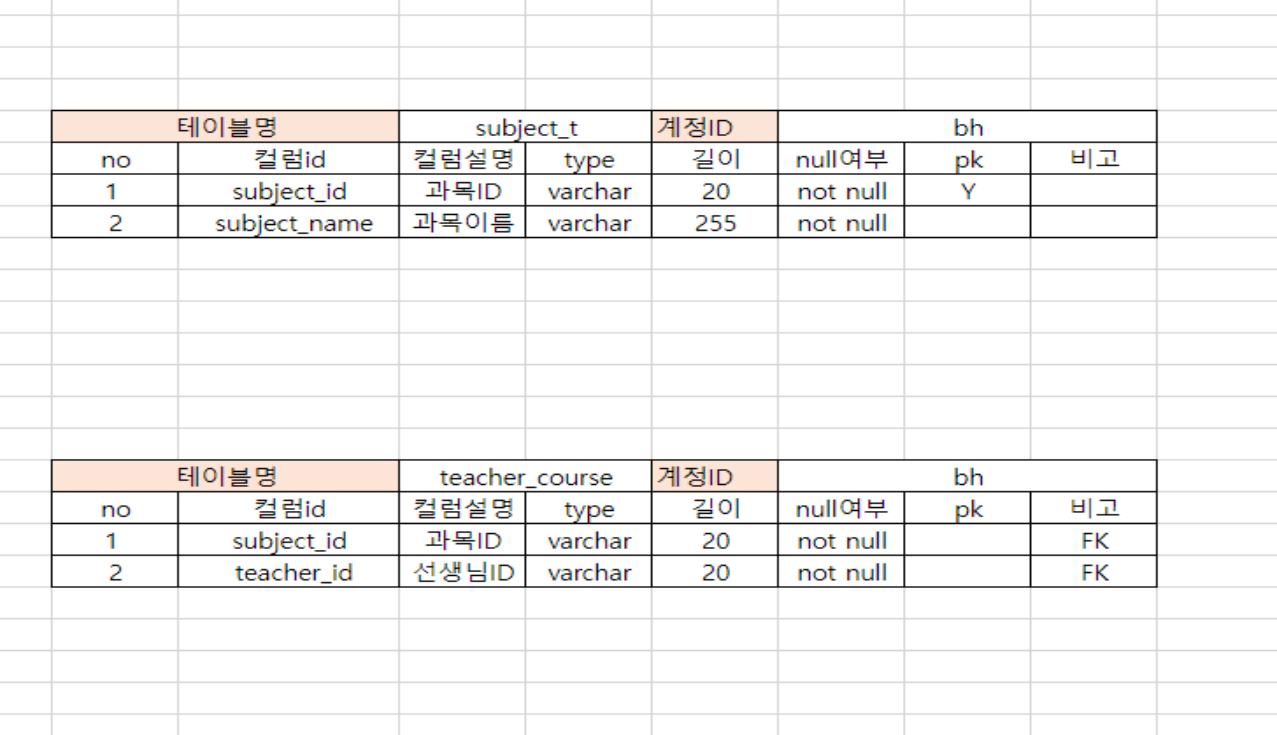 테이블명 subject_t 계정ID bh
no 컬럼id 컬럼설명 type 길이 null여부 pk 비고
1 subject_id 과목ID varchar 20 not null Y
2 subject_name 과목이름 varchar 255 not null
테이블명 teacher_course 계정ID bh
no 컬럼id 컬럼설명 type 길이 null여부 pk 비고
1 subject_id 과목ID varchar 20 not null FK
2 teacher_id 선생님ID varchar 20 not null FK